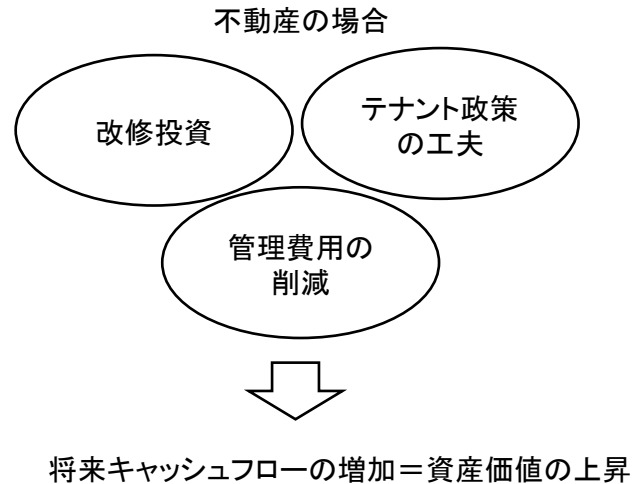 不動産の場合
改修投資
テナント政策
の工夫
管理費用の
削減
将来キャッシュフローの増加＝資産価値の上昇